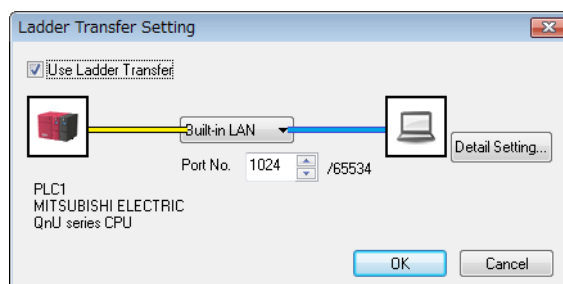 Ladder Transfer Setting
Use Ladder Transfer
Built-in LAN
Detail Setting...
Port No. 1024 /65534
PLC1
MITSUBISHI ELECTRIC
QnU series CPU
OK Cancel